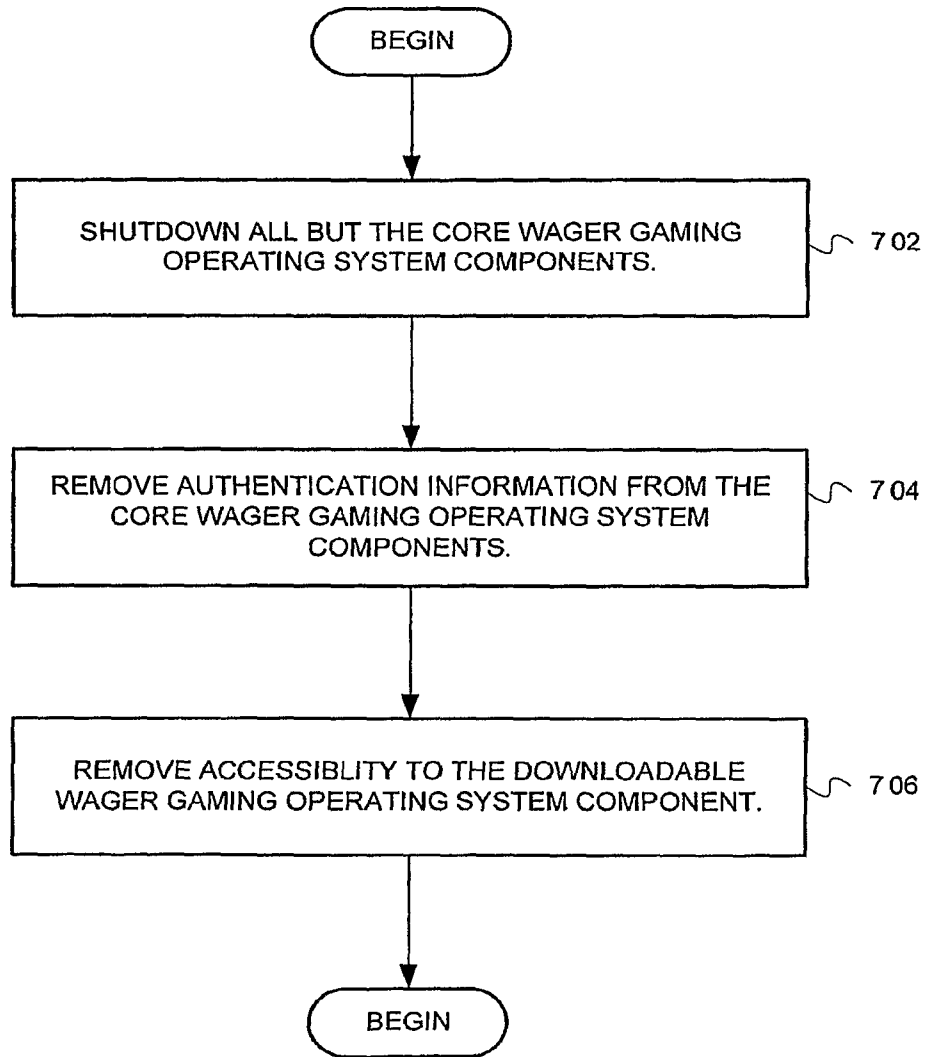 BEGIN
SHUTDOWN ALL BUT THE CORE WAGER GAMING
OPERATING SYSTEM COMPONENTS.
702
REMOVE AUTHENTICATION INFORMATION FROM THE
CORE WAGER GAMING OPERATING SYSTEM
COMPONENTS.
704
REMOVE ACCESSIBLITY TO THE DOWNLOADABLE
WAGER GAMING OPERATING SYSTEM COMPONENT.
706
BEGIN